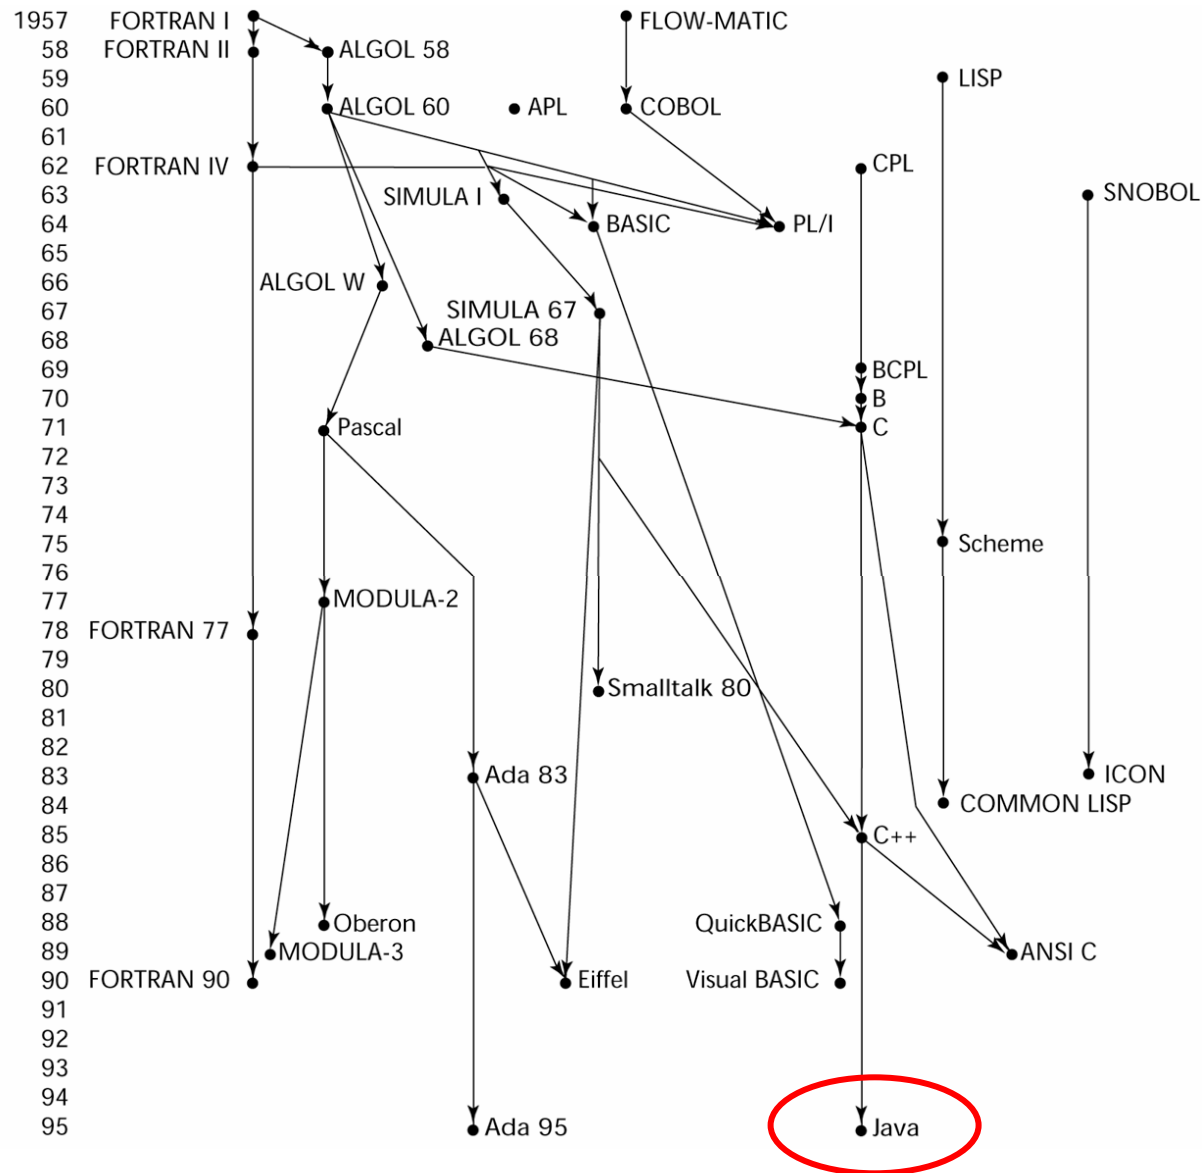 1957 FORTRAN I FLOW-MATIC
58 FORTRAN II ALGOL 58
59 LISP
60 ALGOL 60 APL COBOL
61
62 FORTRAN IV CPL
63 SIMULA I SNOBOL
64 BASIC PL/I
65
66 ALGOL W
67 SIMULA 67
68 ALGOL 68
69 BCPL
70 B
71 Pascal C
72
73
74
75 Scheme
76
77 MODULA-2
78 FORTRAN 77
79
80 Smalltalk 80
81
82
83 Ada 83 ICON
84 COMMON LISP
85 C++
86
87
88 Oberon QuickBASIC
89 MODULA-3 ANSI C
90 FORTRAN 90 Eiffel Visual BASIC
91
92
93
94
95 Ada 95 Java